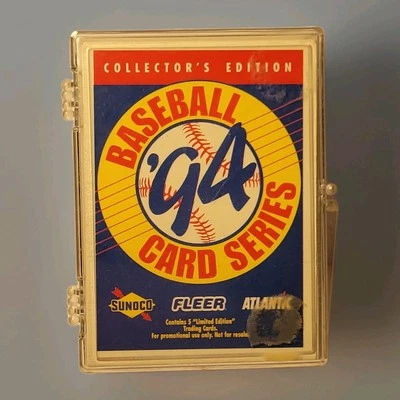 COLLECTOR'S EDITION
BASEBALL
'94
CARD SERIES
SUNOCO FLEER ATLANTIC
Contains 5 "Limited Edition"
Trading Cards.
For promotional use only. Not for